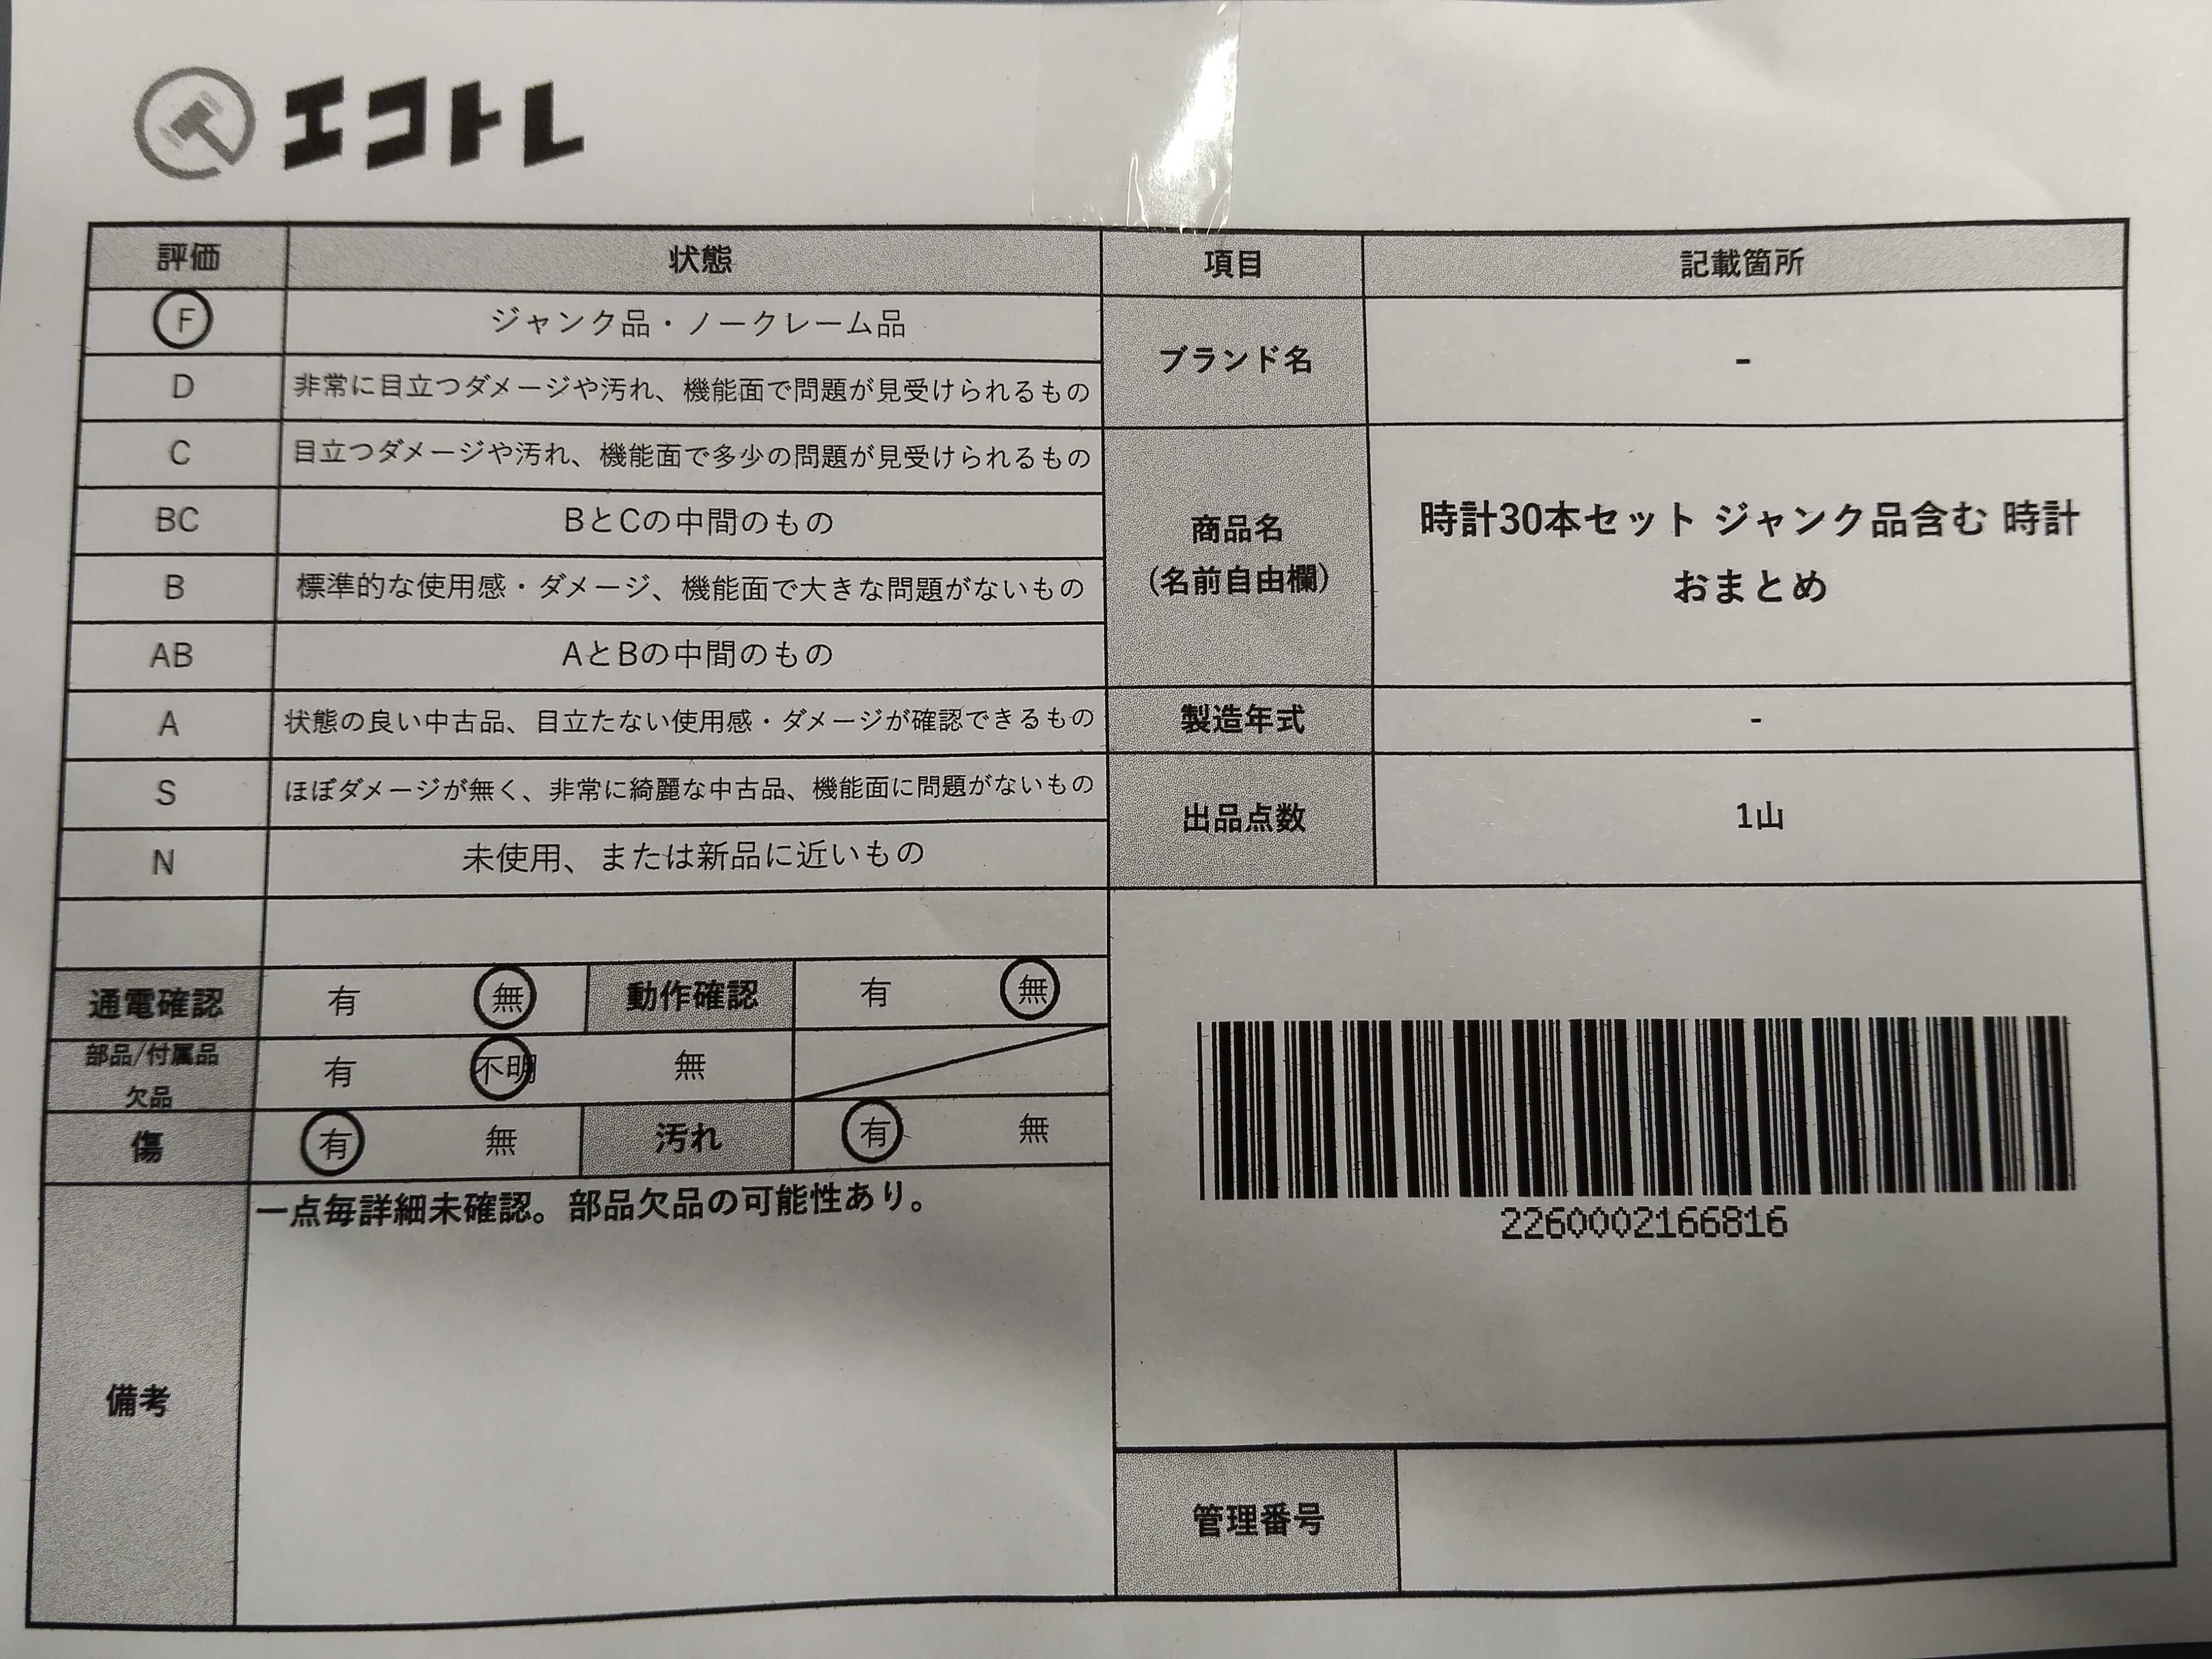 エコトレ
評価 状態 項目 記載箇所
F ジャンク品・ノークレーム品
D 非常に目立つダメージや汚れ、機能面で問題が見受けられるもの
ブランド名 -
C 目立つダメージや汚れ、機能面で多少の問題が見受けられるもの
BC BとCの中間のもの
B 標準的な使用感・ダメージ、機能面で大きな問題がないもの
商品名
(名前自由欄)
時計30本セット ジャンク品含む 時計
おまとめ
AB AとBの中間のもの
A 状態の良い中古品、目立たない使用感・ダメージが確認できるもの
製造年式 -
S ほぼダメージが無く、非常に綺麗な中古品、機能面に問題がないもの
出品点数 1山
N 未使用、または新品に近いもの
通電確認 有 無 動作確認 有 無
部品/付属品
欠品
有 不明 無
傷 有 無 汚れ 有 無
備考
一点毎詳細未確認。部品欠品の可能性あり。
2260002166816
管理番号